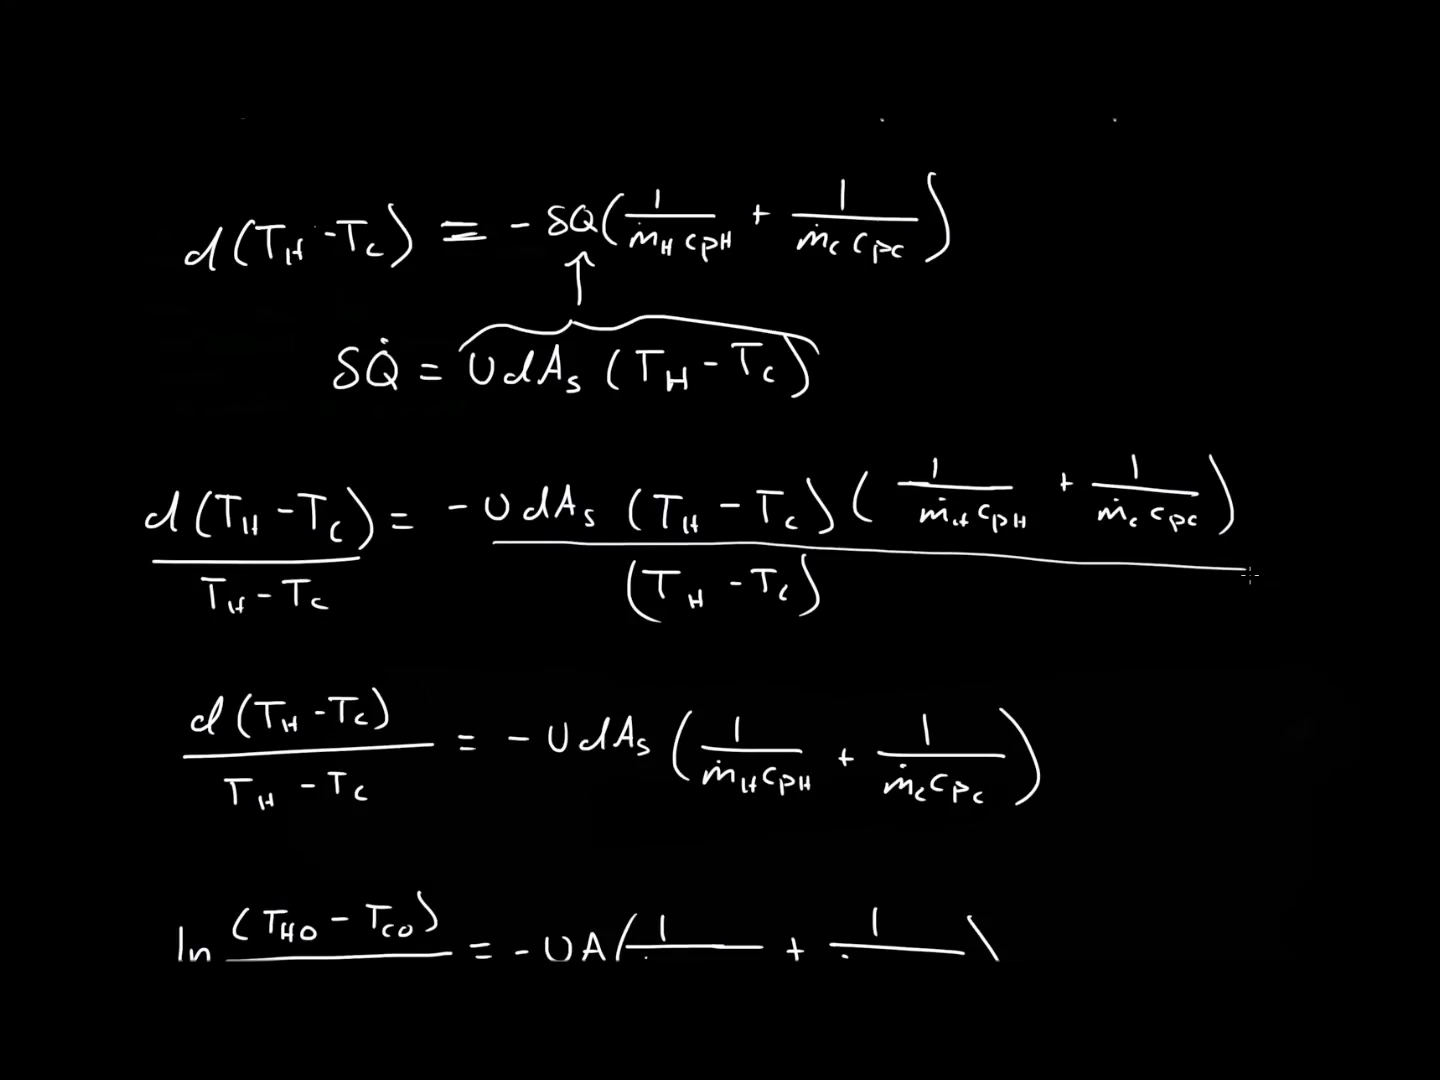 d(T_H - T_C) = - δQ( 1/(ṁ_H c_pH) + 1/(ṁ_C c_pC) )
↑
δQ̇ = U dA_s (T_H - T_C)
d(T_H - T_C)/(T_H - T_C) = - U dA_s (T_H - T_C) ( 1/(ṁ_H c_pH) + 1/(ṁ_C c_pC) ) / (T_H - T_C)
d(T_H - T_C)/(T_H - T_C) = - U dA_s ( 1/(ṁ_H c_pH) + 1/(ṁ_C c_pC) )
ln (T_HO - T_CO) = - UA( 1 + 1 )